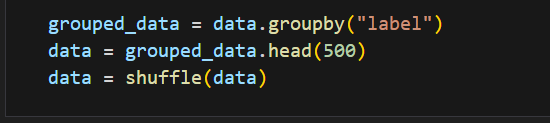 grouped_data = data.groupby("label")
data = grouped_data.head(500)
data = shuffle(data)